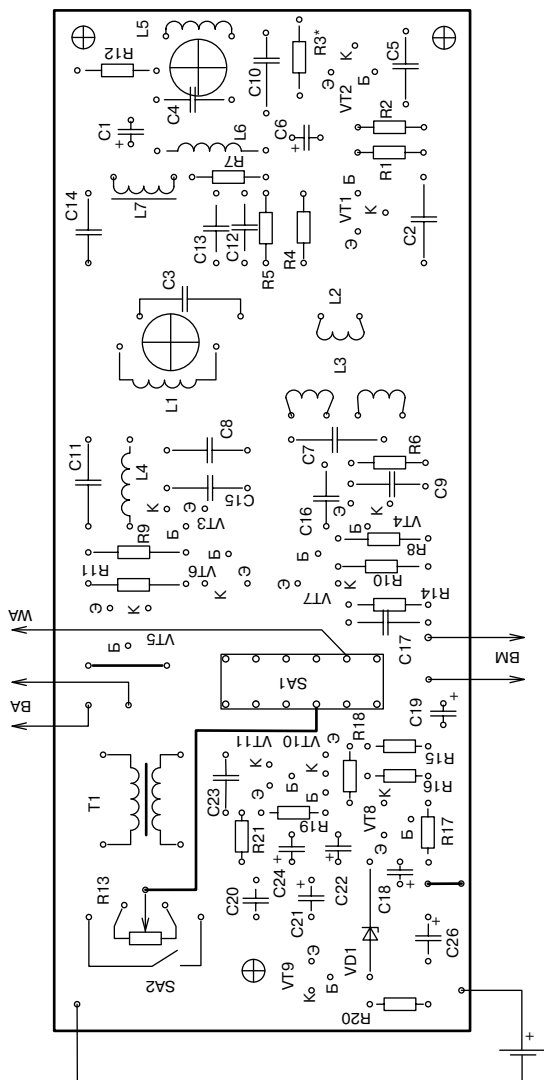 L5
R12
C4
C10
R3*
К
Э
Б
VT2
C5
C1
+
L6
C6
+
R2
R1
R7
C14
L7
C13
C12
R5
R4
Б
VT1
К
Э
C2
C3
L1
L2
L3
C11
L4
C8
C15
К
Э
VT3
Б
C7
C16
R6
C9
К
Э
Б
VT4
R9
R11
VT6
Б
К
Э
Б
Э
VT7
К
R8
R10
R14
C17
Э
К
Б
VT5
WA
BA
SA1
BM
T1
C23
VT11
К
Э
Б
VT10
К
Б
Э
R18
C19
+
R15
R16
R21
R19
VT8
К
Б
Э
R17
R13
C20
C24
+
C22
+
C21
+
C18
+
SA2
VT9
Э
Б
К
VD1
C26
+
R20
+